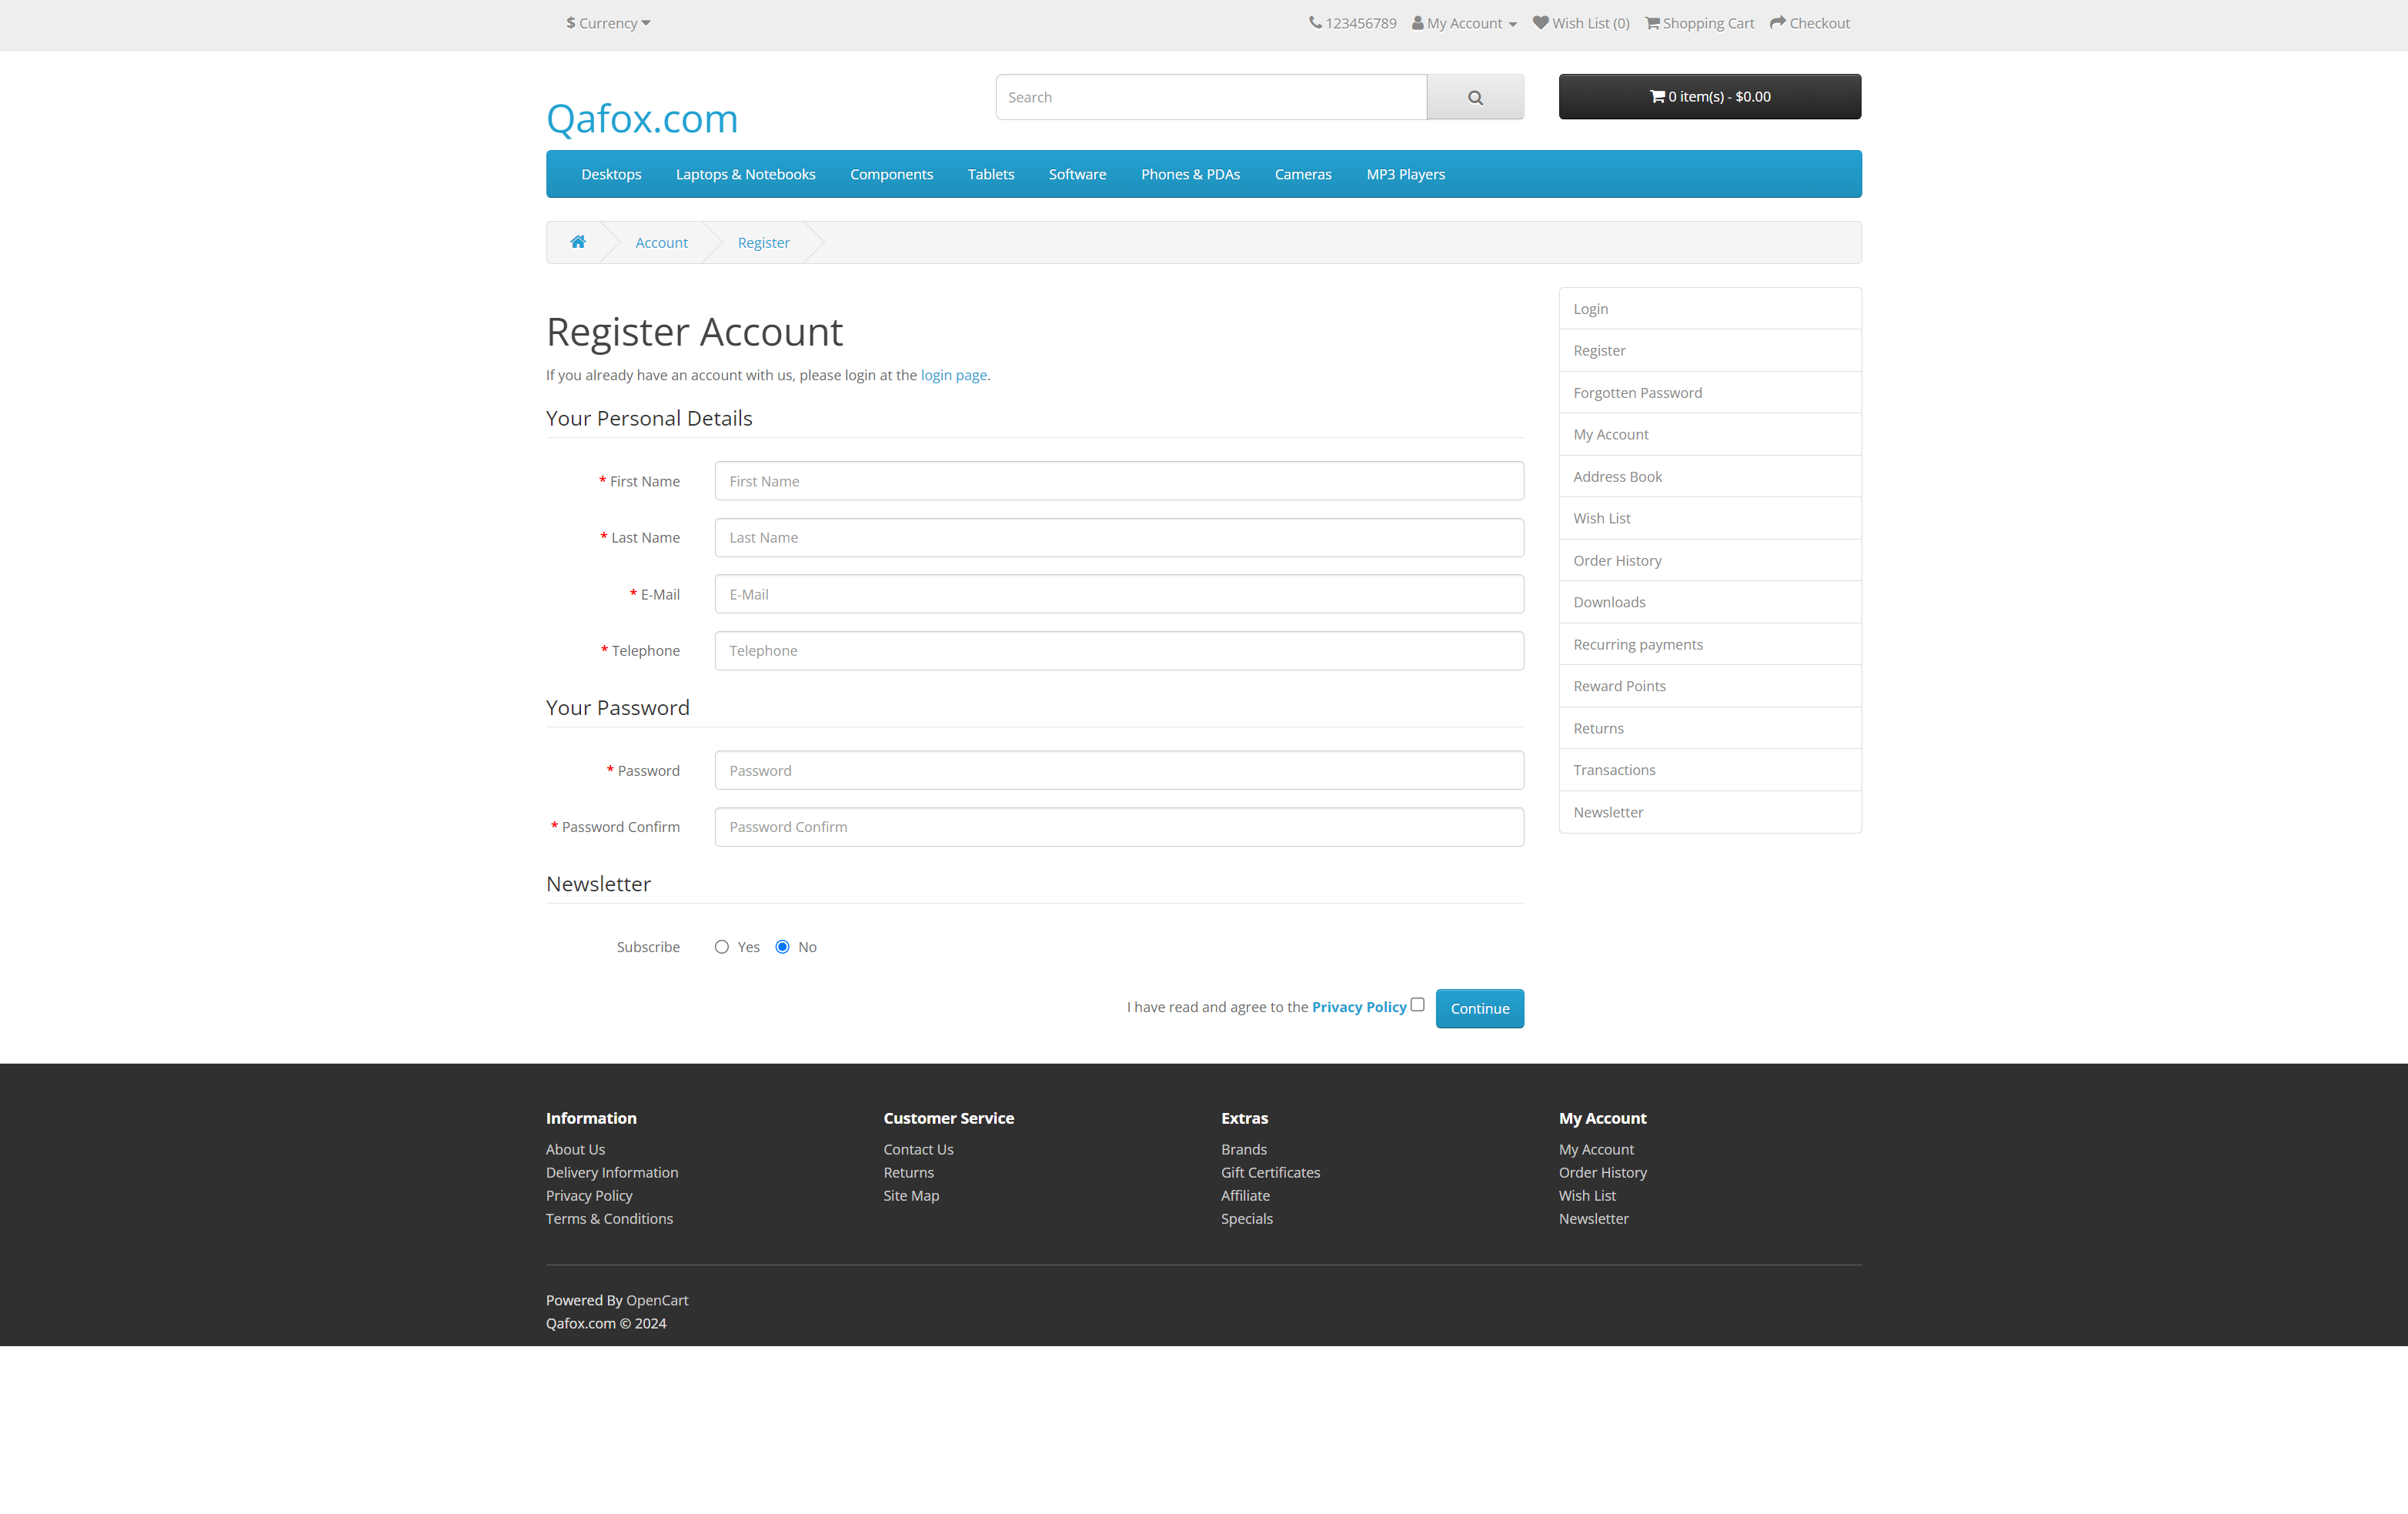 $ Currency
123456789 My Account Wish List (0) Shopping Cart Checkout
Qafox.com
Search
0 item(s) - $0.00
Desktops Laptops & Notebooks Components Tablets Software Phones & PDAs Cameras MP3 Players
Account Register
Register Account
If you already have an account with us, please login at the login page.
Your Personal Details
* First Name First Name
* Last Name Last Name
* E-Mail E-Mail
* Telephone Telephone
Your Password
* Password Password
* Password Confirm Password Confirm
Newsletter
Subscribe Yes No
I have read and agree to the Privacy Policy Continue
Login
Register
Forgotten Password
My Account
Address Book
Wish List
Order History
Downloads
Recurring payments
Reward Points
Returns
Transactions
Newsletter
Information
About Us
Delivery Information
Privacy Policy
Terms & Conditions
Customer Service
Contact Us
Returns
Site Map
Extras
Brands
Gift Certificates
Affiliate
Specials
My Account
My Account
Order History
Wish List
Newsletter
Powered By OpenCart
Qafox.com © 2024